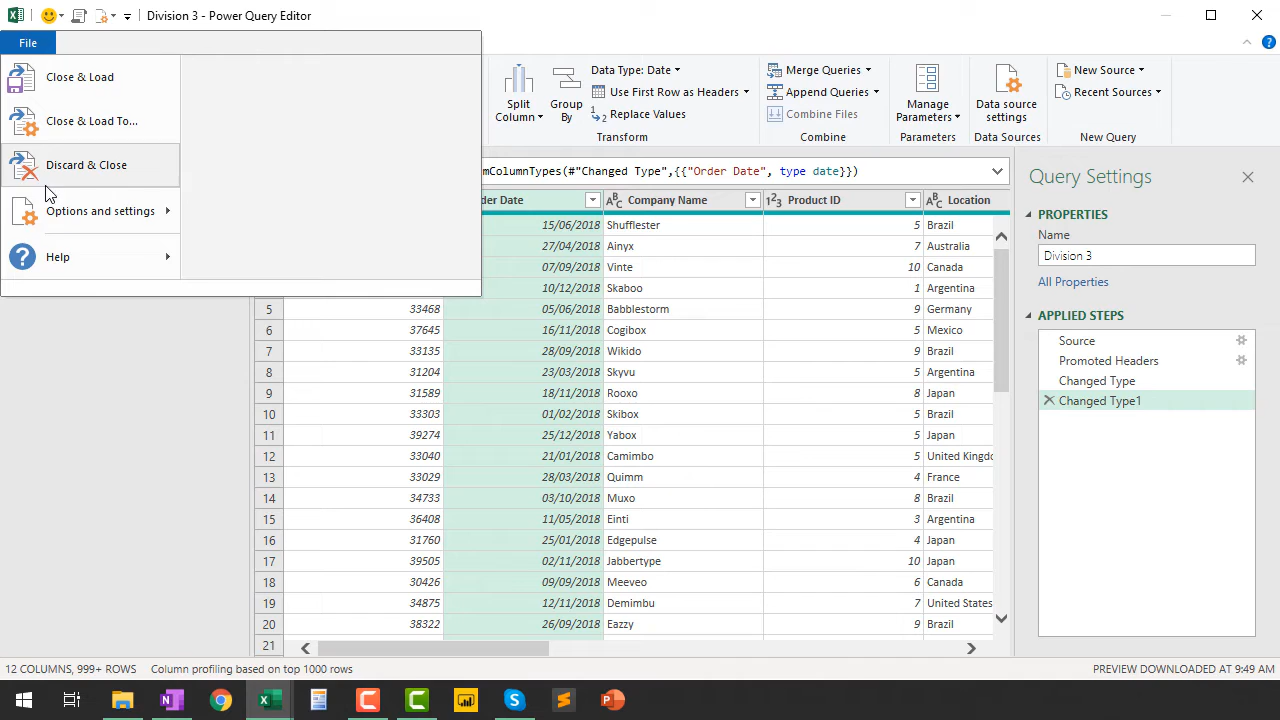 Division 3 - Power Query Editor
File
Close & Load
Close & Load To...
Discard & Close
Options and settings
Help
Split Column
Group By
Data Type: Date
Use First Row as Headers
Replace Values
Transform
Merge Queries
Append Queries
Combine Files
Combine
Manage Parameters
Parameters
Data source settings
Data Sources
New Source
Recent Sources
New Query
mColumnTypes(#"Changed Type",{{"Order Date", type date}})
der Date Company Name Product ID Location
15/06/2018 Shufflester 5 Brazil
27/04/2018 Ainyx 7 Australia
07/09/2018 Vinte 10 Canada
10/12/2018 Skaboo 1 Argentina
5 33468 05/06/2018 Babblestorm 9 Germany
6 37645 16/11/2018 Cogibox 5 Mexico
7 33135 28/09/2018 Wikido 9 Brazil
8 31204 23/03/2018 Skyvu 5 Argentina
9 31589 18/11/2018 Rooxo 8 Japan
10 33303 01/02/2018 Skibox 5 Brazil
11 39274 25/12/2018 Yabox 5 Japan
12 33040 21/01/2018 Camimbo 5 United Kingdo
13 33029 28/03/2018 Quimm 4 France
14 34733 03/10/2018 Muxo 8 Brazil
15 36408 11/05/2018 Einti 3 Argentina
16 31760 25/01/2018 Edgepulse 4 Japan
17 39505 02/11/2018 Jabbertype 10 Japan
18 30426 09/09/2018 Meeveo 6 Canada
19 34875 12/11/2018 Demimbu 7 United States
20 38322 26/09/2018 Eazzy 9 Brazil
21
Query Settings
PROPERTIES
Name
Division 3
All Properties
APPLIED STEPS
Source
Promoted Headers
Changed Type
Changed Type1
12 COLUMNS, 999+ ROWS Column profiling based on top 1000 rows PREVIEW DOWNLOADED AT 9:49 AM